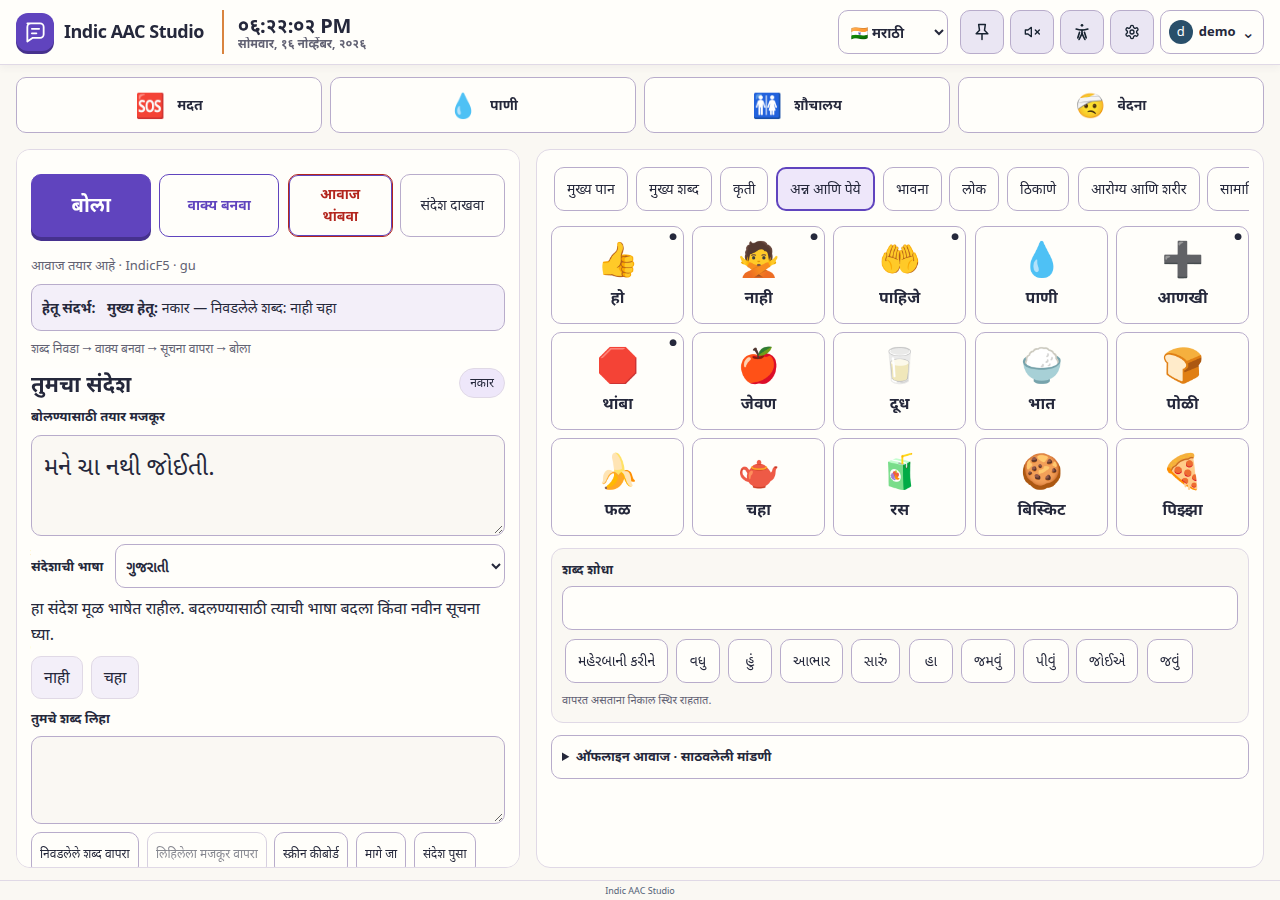 Indic AAC Studio
०६:२२:०२ PM
सोमवार, १६ नोव्हेंबर, २०२६
मराठी
d demo
SOS मदत
पाणी
शौचालय
वेदना
बोला
वाक्य बनवा
आवाज
थांबवा
संदेश दाखवा
आवाज तयार आहे · IndicF5 · gu
हेतू संदर्भ: मुख्य हेतू: नकार — निवडलेले शब्द: नाही चहा
शब्द निवडा → वाक्य बनवा → सूचना वापरा → बोला
तुमचा संदेश
नकार
बोलण्यासाठी तयार मजकूर
મને ચા નથી જોઈતી.
संदेशाची भाषा
ગુજરાતી
हा संदेश मूळ भाषेत राहील. बदलण्यासाठी त्याची भाषा बदला किंवा नवीन सूचना
घ्या.
नाही
चहा
तुमचे शब्द लिहा
निवडलेले शब्द वापरा
लिहिलेला मजकूर वापरा
स्क्रीन कीबोर्ड
मागे जा
संदेश पुसा
मुख्य पान
मुख्य शब्द
कृती
अन्न आणि पेये
भावना
लोक
ठिकाणे
आरोग्य आणि शरीर
हो
नाही
पाहिजे
पाणी
आणखी
थांबा
जेवण
दूध
भात
पोळी
फळ
चहा
रस
बिस्किट
पिझ्झा
शब्द शोधा
મહેરબાની કરીને
વધુ
હું
આભાર
સારું
હા
જમવું
પીવું
જોઈએ
જવું
वापरत असताना निकाल स्थिर राहतात.
ऑफलाइन आवाज · साठवलेली मांडणी
Indic AAC Studio